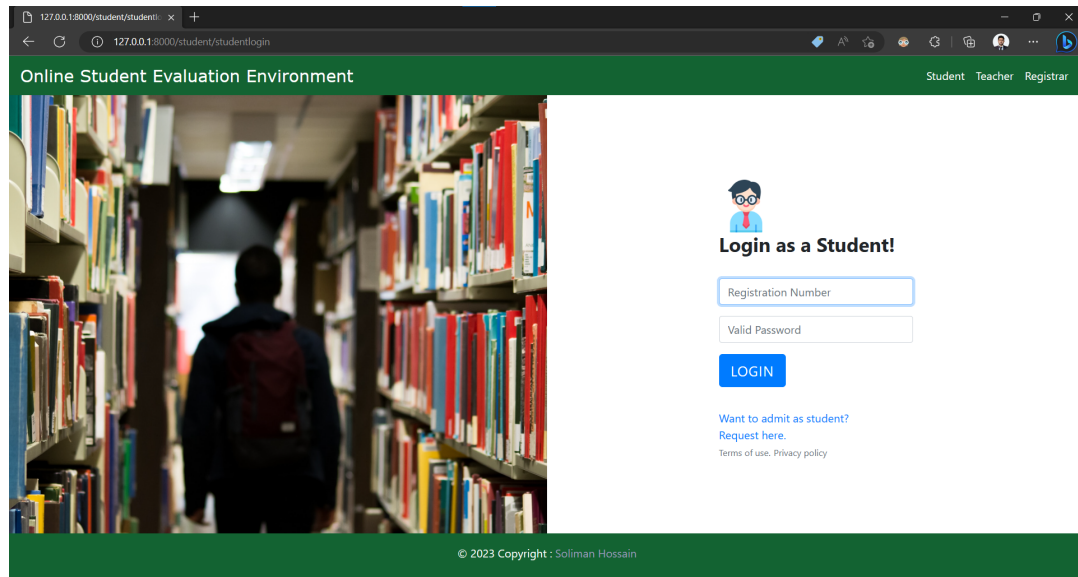 127.0.0.1:8000/student/studentlo
127.0.0.1:8000/student/studentlogin
Online Student Evaluation Environment
Student Teacher Registrar
Login as a Student!
Registration Number
Valid Password
LOGIN
Want to admit as student?
Request here.
Terms of use. Privacy policy
© 2023 Copyright : Soliman Hossain